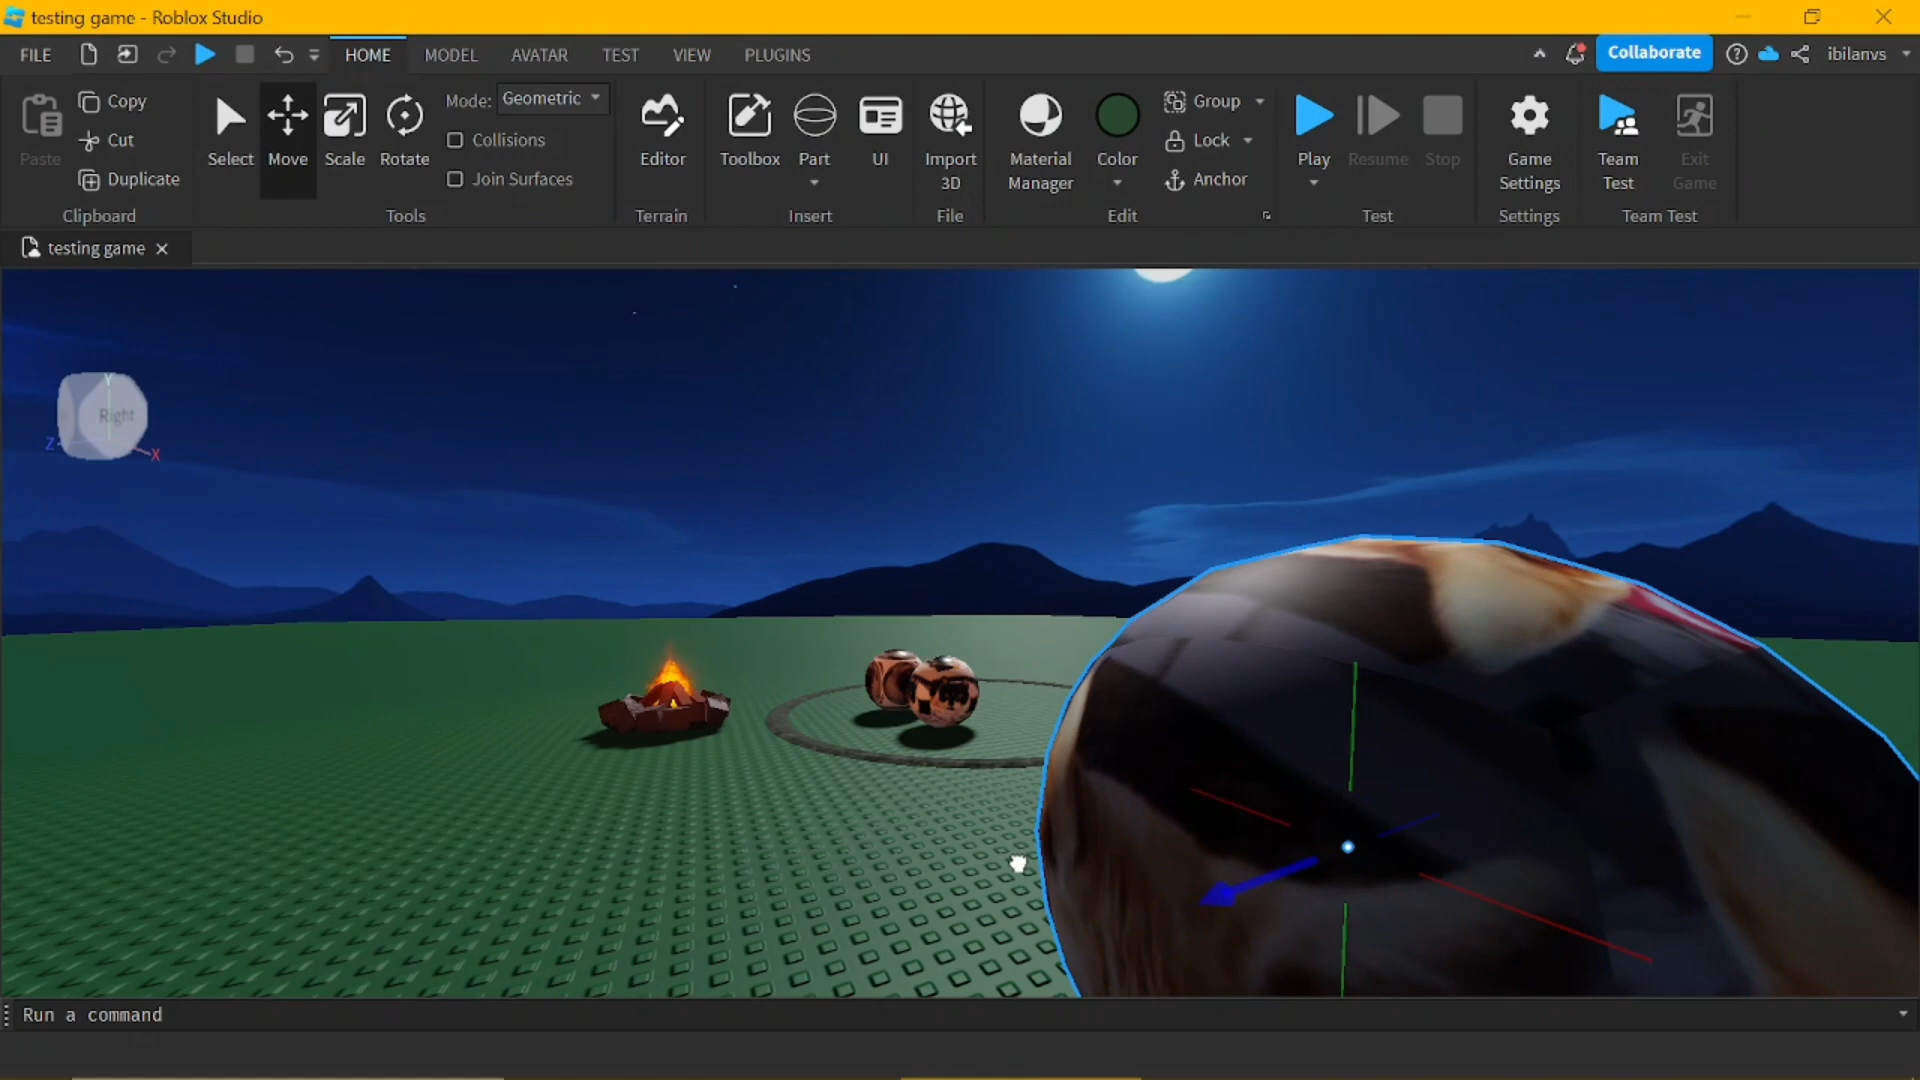 testing game - Roblox Studio
FILE HOME MODEL AVATAR TEST VIEW PLUGINS Collaborate ibilanvs
Paste
Copy
Cut
Duplicate
Clipboard
Select Move Scale Rotate
Mode: Geometric
Collisions
Join Surfaces
Tools
Editor
Terrain
Toolbox Part UI
Insert
Import
3D
File
Material
Manager
Color
Group
Lock
Anchor
Edit
Play Resume Stop
Test
Game
Settings
Settings
Team
Test
Exit
Game
Team Test
testing game
Y
Right
Z
X
Run a command